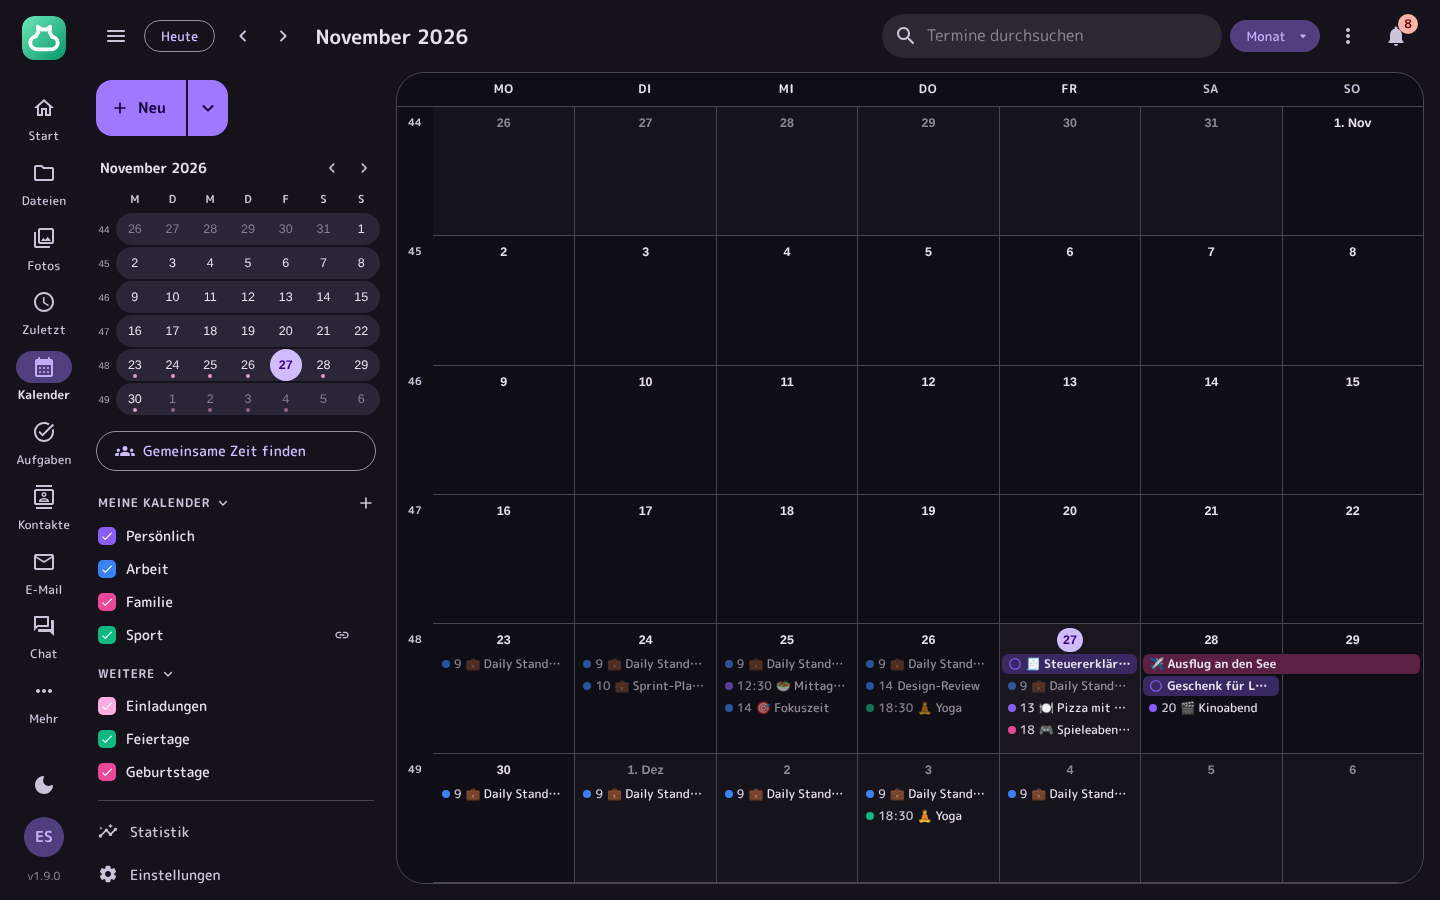 Heute
November 2026
Termine durchsuchen
Monat
8
Start
Dateien
Fotos
Zuletzt
Kalender
Aufgaben
Kontakte
E-Mail
Chat
Mehr
ES
v1.9.0
+ Neu
November 2026
M D M D F S S
44 26 27 28 29 30 31 1
45 2 3 4 5 6 7 8
46 9 10 11 12 13 14 15
47 16 17 18 19 20 21 22
48 23 24 25 26 27 28 29
49 30 1 2 3 4 5 6
Gemeinsame Zeit finden
MEINE KALENDER
Persönlich
Arbeit
Familie
Sport
WEITERE
Einladungen
Feiertage
Geburtstage
Statistik
Einstellungen
MO DI MI DO FR SA SO
44 26 27 28 29 30 31 1. Nov
45 2 3 4 5 6 7 8
46 9 10 11 12 13 14 15
47 16 17 18 19 20 21 22
48 23 24 25 26 27 28 29
9 💼 Daily Stand…
9 💼 Daily Stand…
10 💼 Sprint-Pla…
9 💼 Daily Stand…
12:30 🥗 Mittag…
14 🎯 Fokuszeit
9 💼 Daily Stand…
14 Design-Review
18:30 🧘 Yoga
🧾 Steuererklär…
9 💼 Daily Stand…
13 🍽️ Pizza mit …
18 🎮 Spieleaben…
✈️ Ausflug an den See
Geschenk für L…
20 🎬 Kinoabend
49 30 1. Dez 2 3 4 5 6
9 💼 Daily Stand…
9 💼 Daily Stand…
9 💼 Daily Stand…
9 💼 Daily Stand…
18:30 🧘 Yoga
9 💼 Daily Stand…